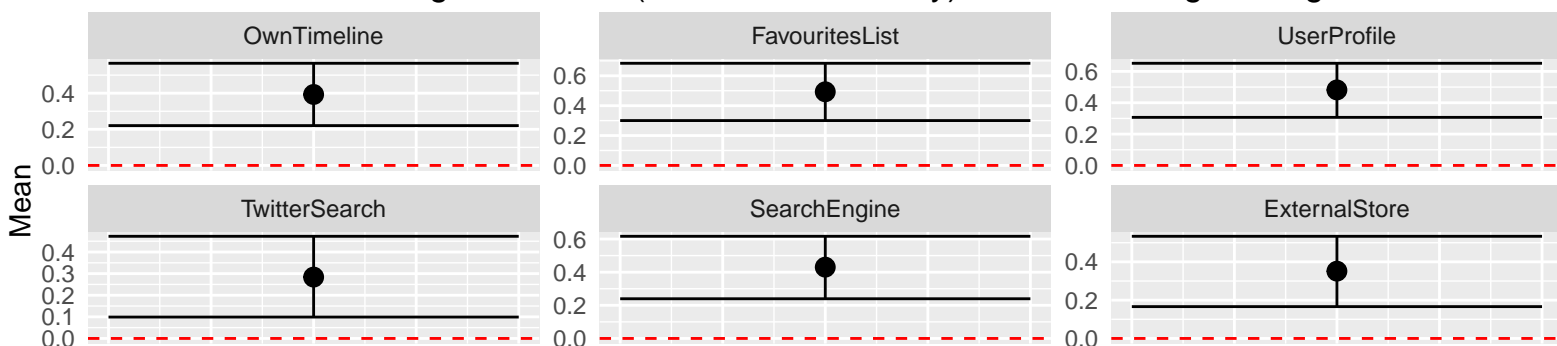 OwnTimeline FavouritesList UserProfile
0.4 0.6 0.6
0.2 0.4 0.4
0.0 0.2 0.2
0.0 0.0
Mean
TwitterSearch SearchEngine ExternalStore
0.4 0.6 0.4
0.3 0.4 0.2
0.2 0.2 0.0
0.1 0.0
0.0